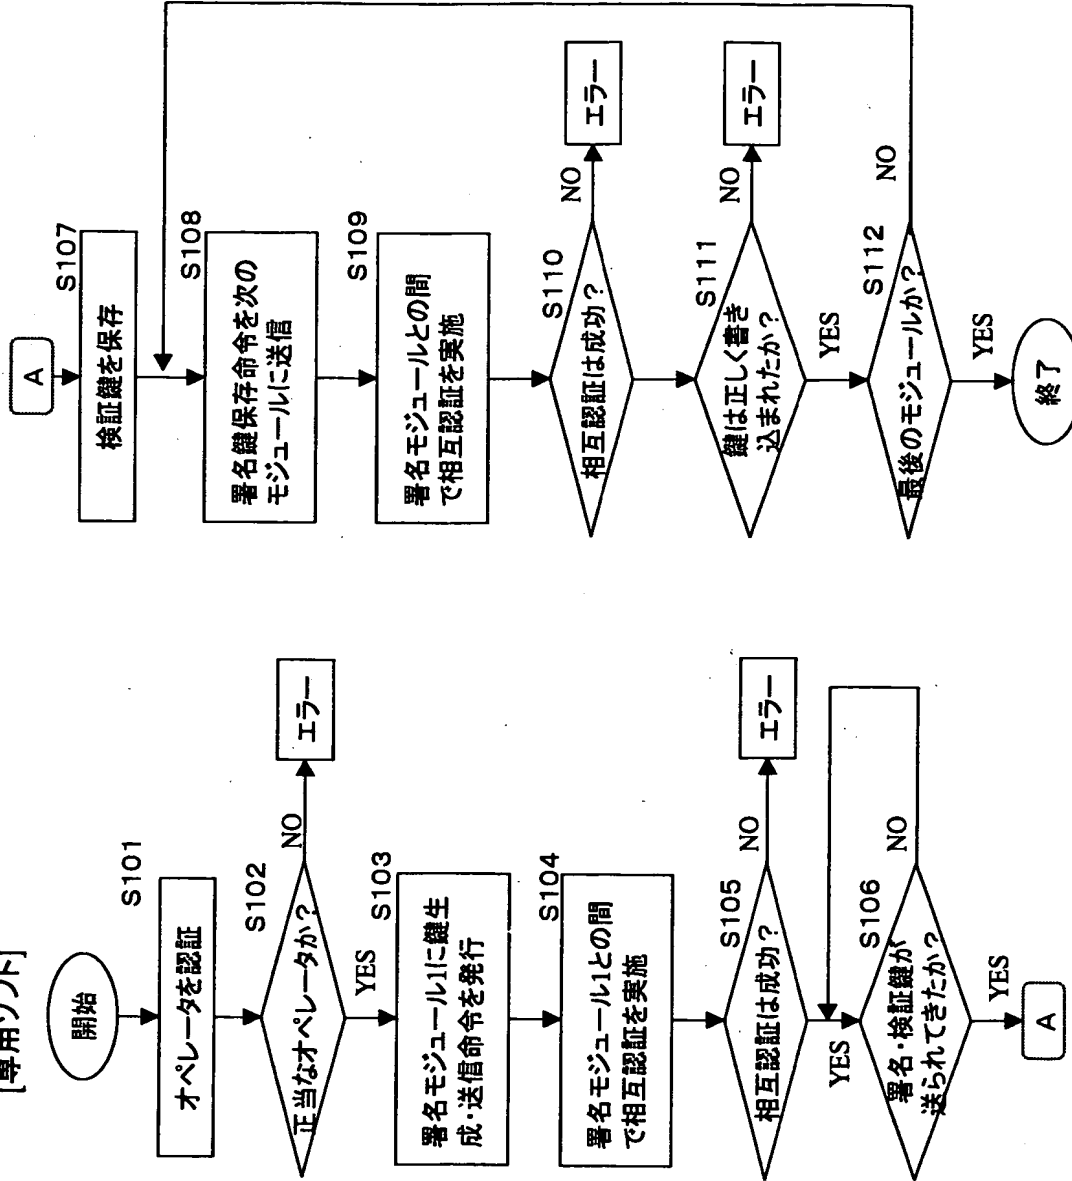 [専用ソフト]
開始
S101
オペレータを認証
S102
正当なオペレータか？
NO
エラー
YES
S103
署名モジュール1に鍵生
成・送信命令を発行
S104
署名モジュール1との間
で相互認証を実施
S105
相互認証は成功？
NO
エラー
YES
S106
署名・検証鍵が
送られてきたか？
NO
YES
A
A
S107
検証鍵を保存
S108
署名鍵保存命令を次の
モジュールに送信
S109
署名モジュールとの間
で相互認証を実施
S110
相互認証は成功？
NO
エラー
S111
鍵は正しく書き
込まれたか？
NO
エラー
YES
S112
最後のモジュールか？
NO
YES
終了